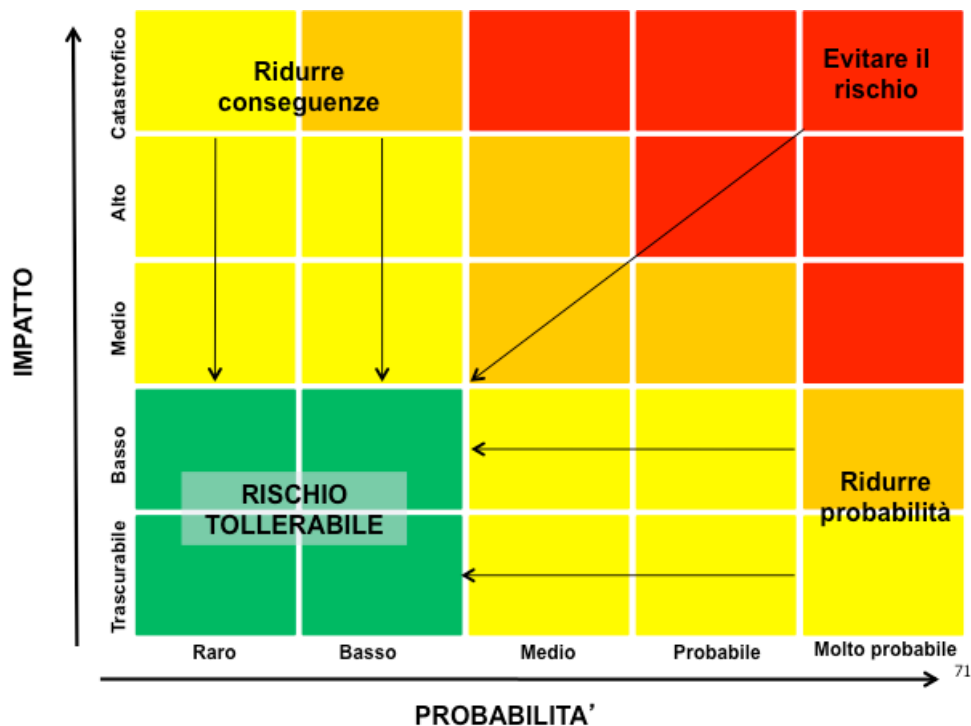 Ridurre
conseguenze
Evitare il
rischio
Catastrofico
Alto
Medio
Basso
Trascurabile
IMPATTO
RISCHIO
TOLLERABILE
Ridurre
probabilità
Raro
Basso
Medio
Probabile
Molto probabile
71
PROBABILITA’